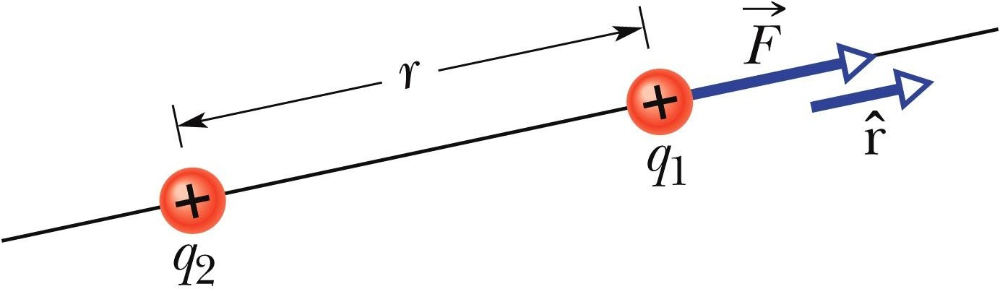 F⃗
r
r̂
+
q₁
+
q₂